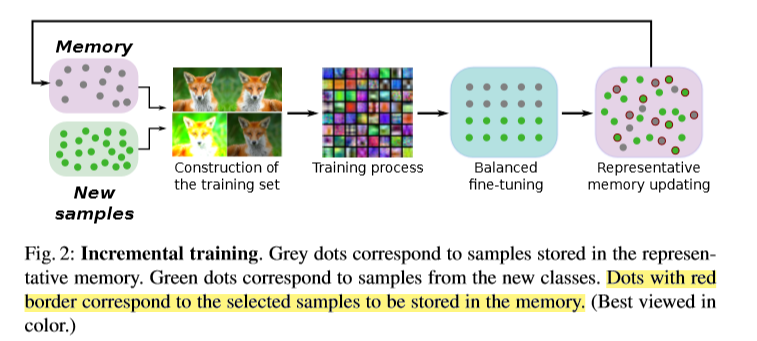 Memory
New
samples
Construction of
the training set
Training process
Balanced
fine-tuning
Representative
memory updating
Fig. 2: Incremental training. Grey dots correspond to samples stored in the represen-
tative memory. Green dots correspond to samples from the new classes. Dots with red
border correspond to the selected samples to be stored in the memory. (Best viewed in
color.)